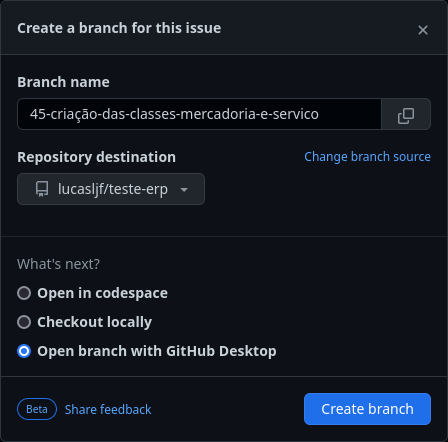 Create a branch for this issue
Branch name
45-criação-das-classes-mercadoria-e-servico
Repository destination
Change branch source
lucasljf/teste-erp
What's next?
Open in codespace
Checkout locally
Open branch with GitHub Desktop
Beta
Share feedback
Create branch